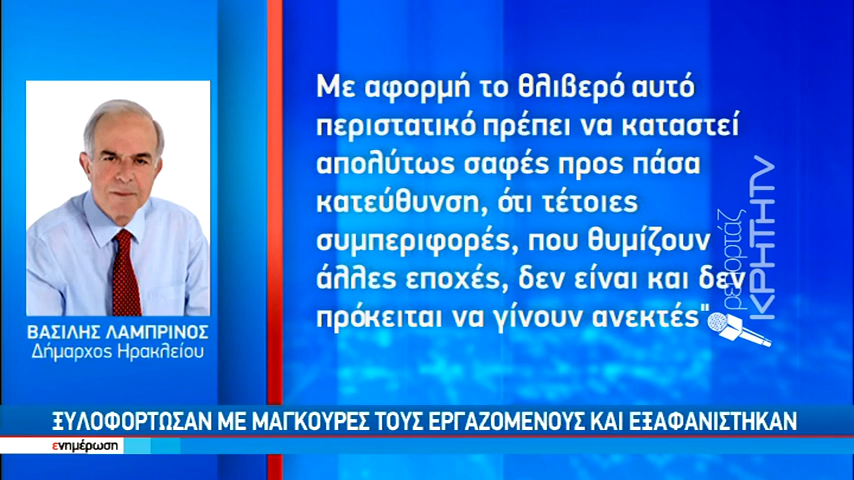 Με αφορμή το θλιβερό αυτό
περιστατικό πρέπει να καταστεί
απολύτως σαφές προς πάσα
κατεύθυνση, ότι τέτοιες
συμπεριφορές, που θυμίζουν
άλλες εποχές, δεν είναι και δεν
πρόκειται να γίνουν ανεκτές"
ρεπορτάζ
ΚΡΗΤΗTV
ΒΑΣΙΛΗΣ ΛΑΜΠΡΙΝΟΣ
Δήμαρχος Ηρακλείου
ΞΥΛΟΦΟΡΤΩΣΑΝ ΜΕ ΜΑΓΚΟΥΡΕΣ ΤΟΥΣ ΕΡΓΑΖΟΜΕΝΟΥΣ ΚΑΙ ΕΞΑΦΑΝΙΣΤΗΚΑΝ
ενημέρωση